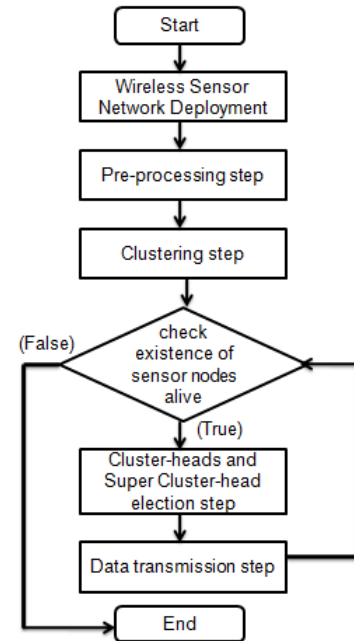 Start
Wireless Sensor
Network Deployment
Pre-processing step
Clustering step
(False)
check
existence of
sensor nodes
alive
(True)
Cluster-heads and
Super Cluster-head
election step
Data transmission step
End